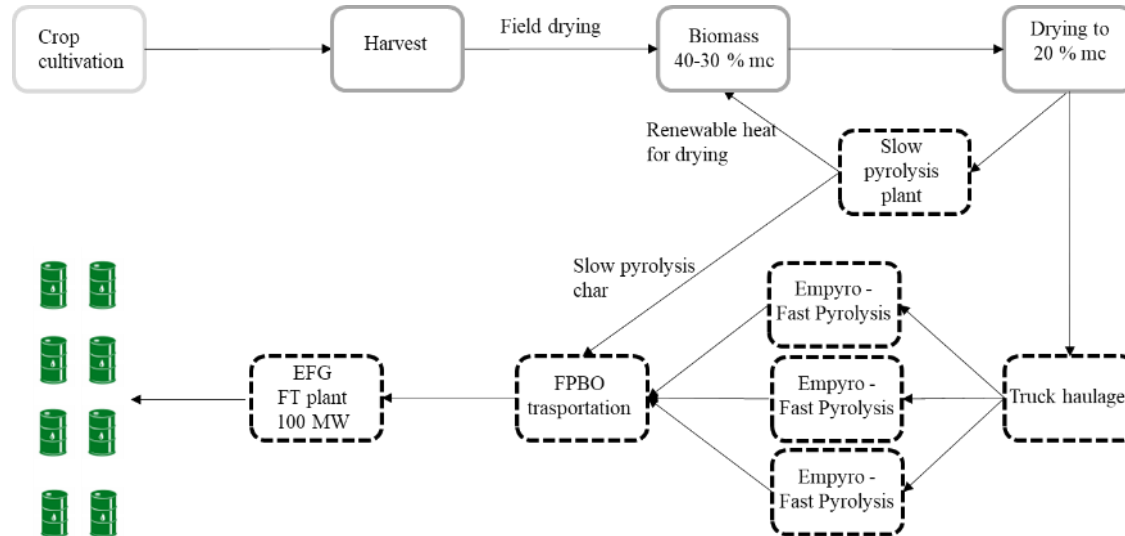 Crop
cultivation
Harvest
Field drying
Biomass
40-30 % mc
Drying to
20 % mc
Renewable heat
for drying
Slow
pyrolysis
plant
Slow pyrolysis
char
Empyro -
Fast Pyrolysis
EFG
FT plant
100 MW
FPBO
trasportation
Empyro -
Fast Pyrolysis
Truck haulage
Empyro -
Fast Pyrolysis